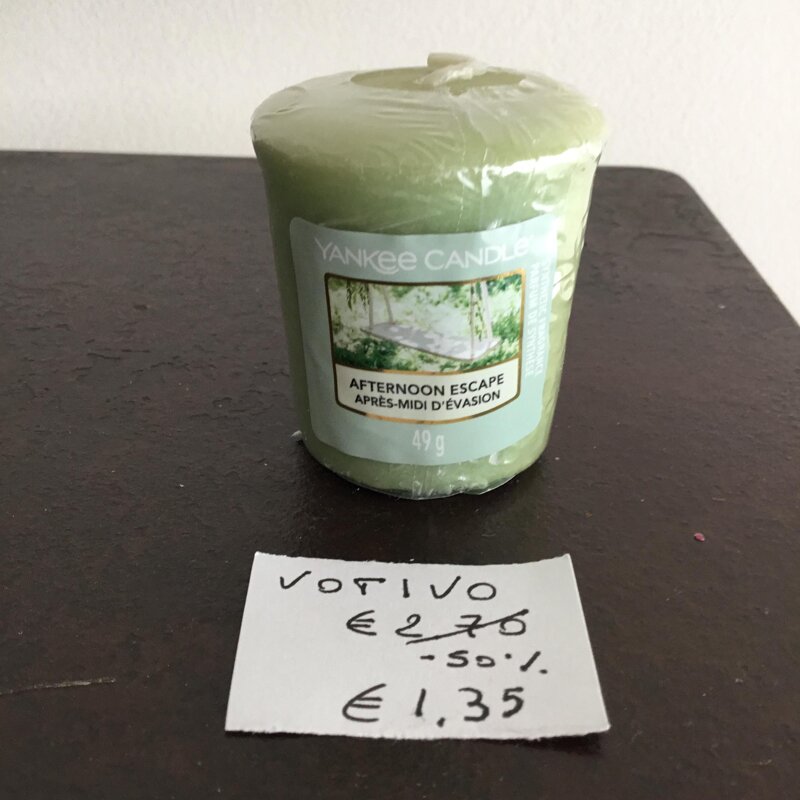 YANKEE CANDLE
AFTERNOON ESCAPE
APRÈS-MIDI D'ÉVASION
49 g
VOTIVO
€ 2.70
-50%
€ 1,35